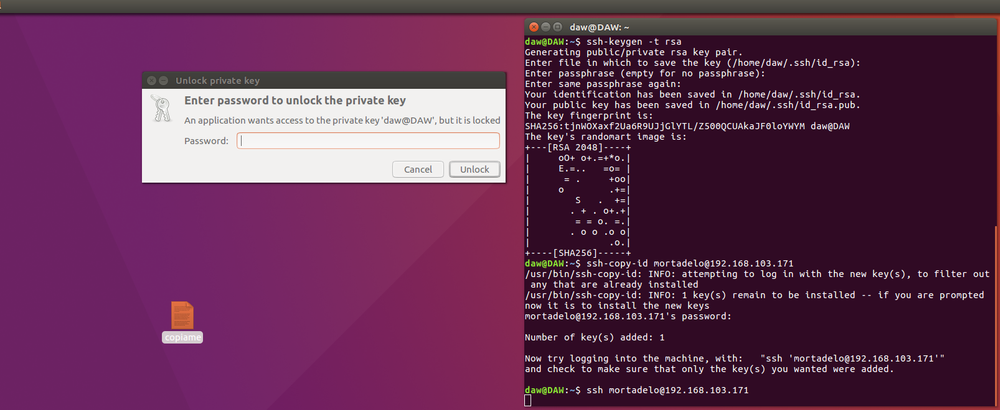 Unlock private key
Enter password to unlock the private key
An application wants access to the private key 'daw@DAW', but it is locked
Password:
Cancel
Unlock
copiame
daw@DAW: ~
daw@DAW:~$ ssh-keygen -t rsa
Generating public/private rsa key pair.
Enter file in which to save the key (/home/daw/.ssh/id_rsa):
Enter passphrase (empty for no passphrase):
Enter same passphrase again:
Your identification has been saved in /home/daw/.ssh/id_rsa.
Your public key has been saved in /home/daw/.ssh/id_rsa.pub.
The key fingerprint is:
SHA256:tjnWOXaxf2Ua6R9UJjGlYTL/Z500QCUAkaJF0loYWYM daw@DAW
The key's randomart image is:
+---[RSA 2048]----+
|     oO+ o+.=+*o.|
|     E.=..   =o= |
|      = .     +oo|
|     o        .+=|
|        S   .  +=|
|       . + . o+.+|
|        = = o. =.|
|       . o o .o o|
|              .o.|
+----[SHA256]-----+
daw@DAW:~$ ssh-copy-id mortadelo@192.168.103.171
/usr/bin/ssh-copy-id: INFO: attempting to log in with the new key(s), to filter out
 any that are already installed
/usr/bin/ssh-copy-id: INFO: 1 key(s) remain to be installed -- if you are prompted
now it is to install the new keys
mortadelo@192.168.103.171's password:
Number of key(s) added: 1
Now try logging into the machine, with:   "ssh 'mortadelo@192.168.103.171'"
and check to make sure that only the key(s) you wanted were added.
daw@DAW:~$ ssh mortadelo@192.168.103.171